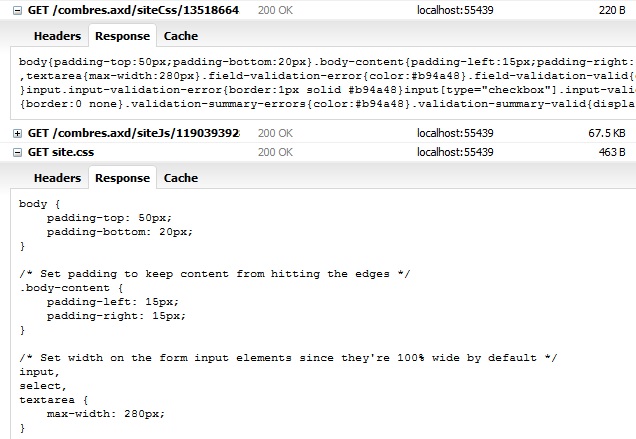 GET /combres.axd/siteCss/13518664 200 OK localhost:55439 220 B
Headers Response Cache
body{padding-top:50px;padding-bottom:20px}.body-content{padding-left:15px;padding-right:
,textarea{max-width:280px}.field-validation-error{color:#b94a48}.field-validation-valid{
}input.input-validation-error{border:1px solid #b94a48}input[type="checkbox"].input-vali
{border:0 none}.validation-summary-errors{color:#b94a48}.validation-summary-valid{displa
GET /combres.axd/siteJs/119039392 200 OK localhost:55439 67.5 KB
GET site.css 200 OK localhost:55439 463 B
Headers Response Cache
body {
padding-top: 50px;
padding-bottom: 20px;
}
/* Set padding to keep content from hitting the edges */
.body-content {
padding-left: 15px;
padding-right: 15px;
}
/* Set width on the form input elements since they're 100% wide by default */
input,
select,
textarea {
max-width: 280px;
}